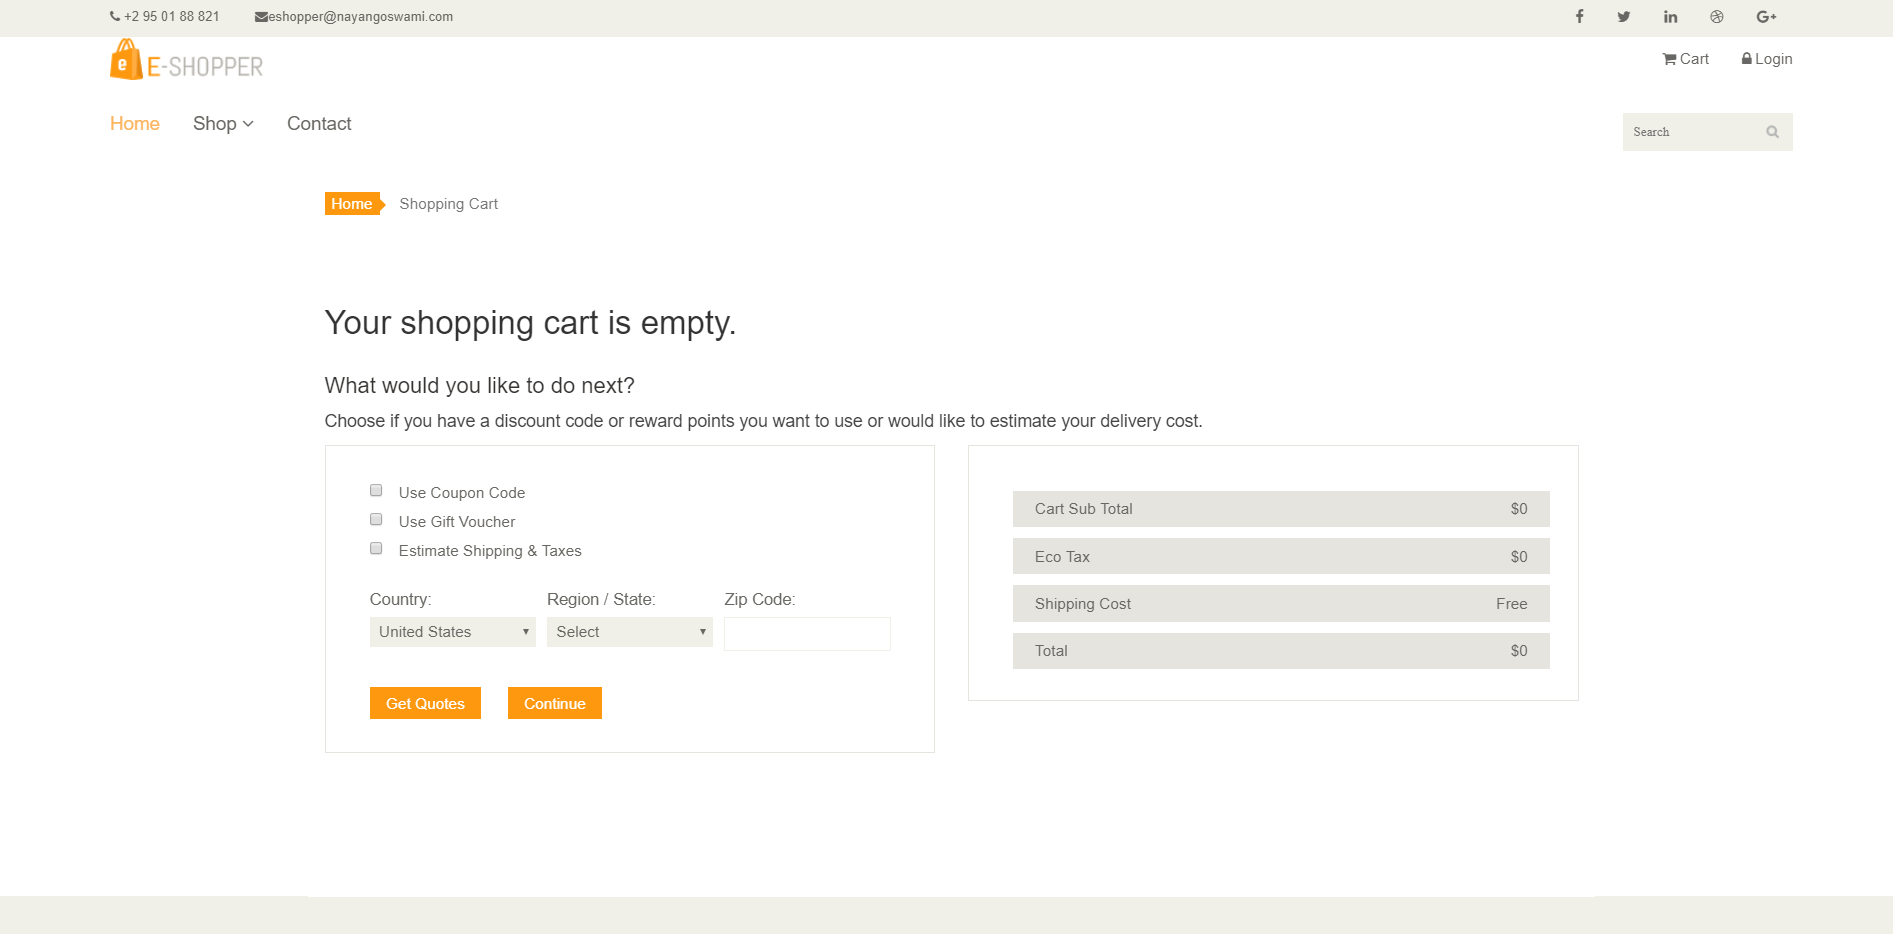 +2 95 01 88 821 eshopper@nayangoswami.com
e E-SHOPPER Cart Login
Home Shop Contact Search
Home Shopping Cart
Your shopping cart is empty.
What would you like to do next?
Choose if you have a discount code or reward points you want to use or would like to estimate your delivery cost.
Use Coupon Code
Use Gift Voucher
Estimate Shipping & Taxes
Country: Region / State: Zip Code:
United States Select
Get Quotes Continue
Cart Sub Total $0
Eco Tax $0
Shipping Cost Free
Total $0